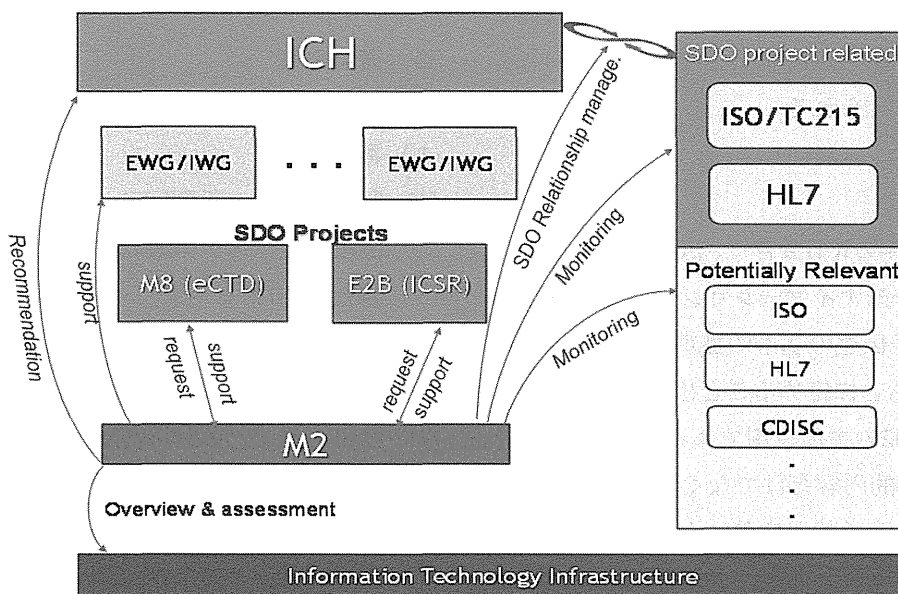 ICH
SDO project related
ISO/TC215
HL7
EWG/IWG
. . .
EWG/IWG
SDO Projects
M8 (eCTD)
E2B (ICSR)
Potentially Relevant
ISO
HL7
CDISC
.
.
.
Recommendation
support
request
support
request
support
SDO Relationship manage.
Monitoring
Monitoring
M2
Overview & assessment
Information Technology Infrastructure